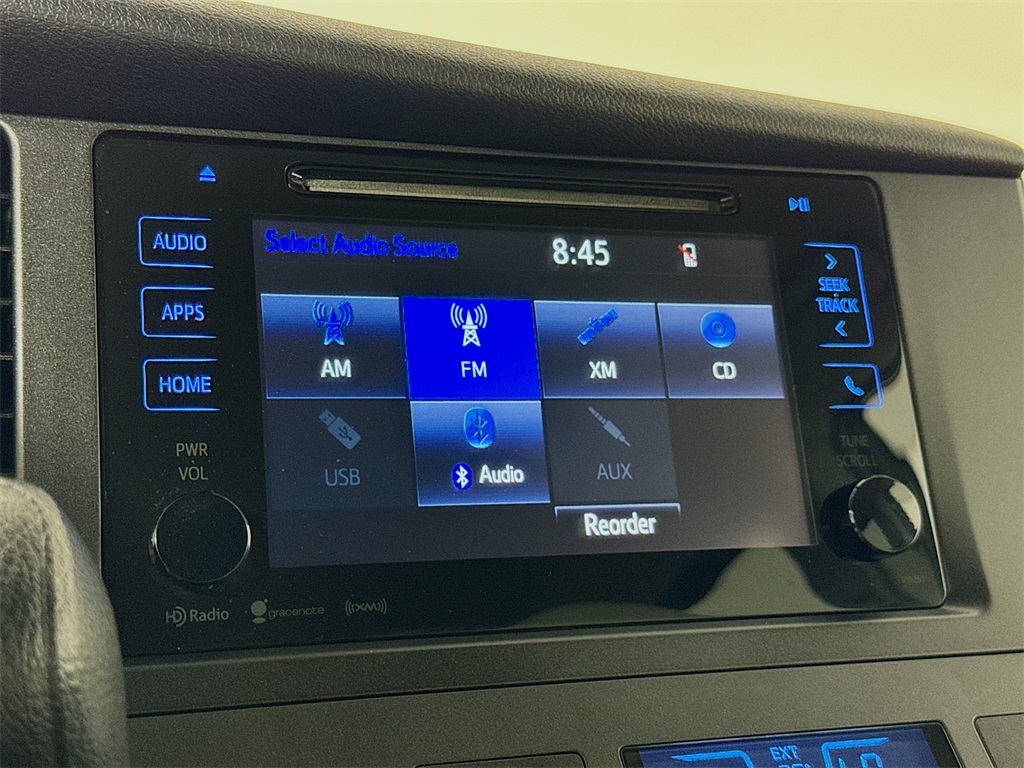 AUDIO
APPS
HOME
PWR
VOL
Select Audio Source
8:45
AM
FM
XM
CD
USB
Audio
AUX
Reorder
SEEK
TRACK
TUNE
SCROLL
HD Radio
gracenote
((XM))
EXT
LO